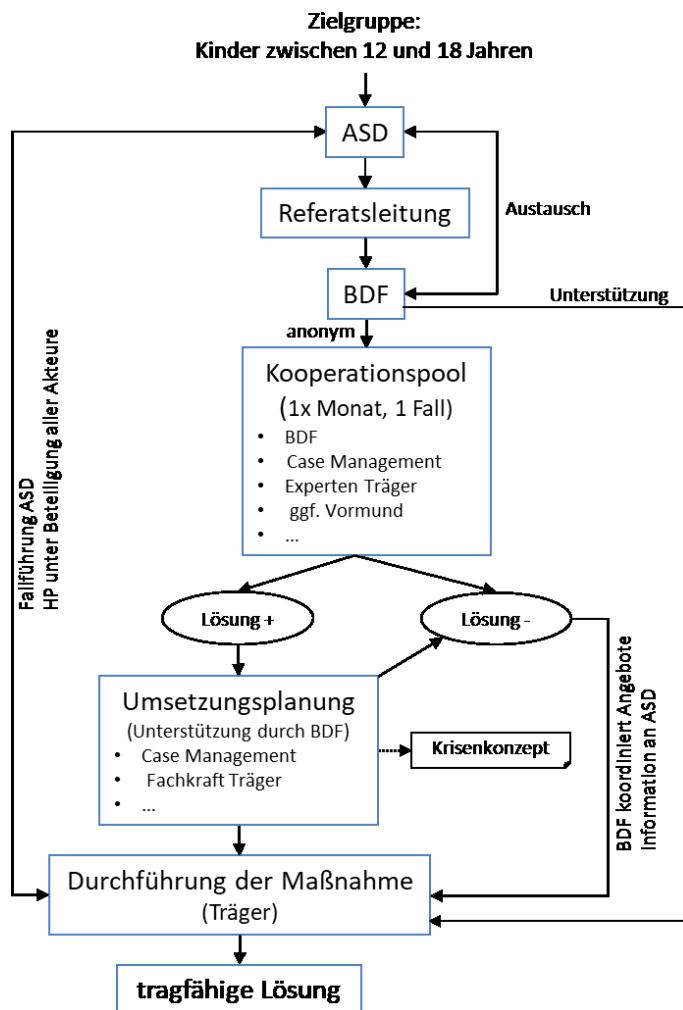 Zielgruppe:
Kinder zwischen 12 und 18 Jahren
ASD
Referatsleitung
Austausch
BDF
Unterstützung
anonym
Kooperationspool
(1x Monat, 1 Fall)
• BDF
• Case Management
• Experten Träger
• ggf. Vormund
• ...
Fallführung ASD
HP unter Beteiligung aller Akteure
Lösung +
Lösung -
Umsetzungsplanung
(Unterstützung durch BDF)
• Case Management
• Fachkraft Träger
• ...
Krisenkonzept
BDF koordiniert Angebote
Information an ASD
Durchführung der Maßnahme
(Träger)
tragfähige Lösung